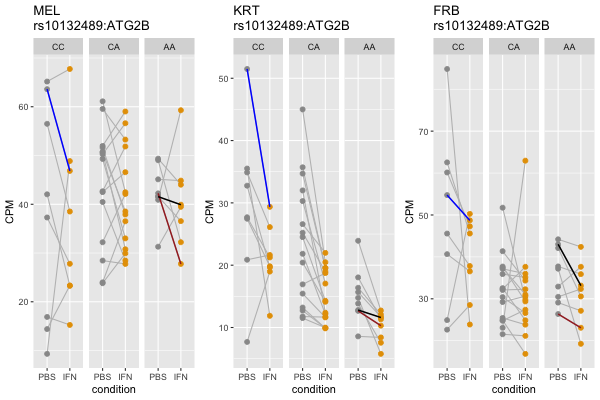 MEL
rs10132489:ATG2B
CC CA AA
CPM
60
40
20
PBS IFN PBS IFN PBS IFN
condition
KRT
rs10132489:ATG2B
CC CA AA
CPM
50
40
30
20
10
PBS IFN PBS IFN PBS IFN
condition
FRB
rs10132489:ATG2B
CC CA AA
CPM
70
50
30
PBS IFN PBS IFN PBS IFN
condition